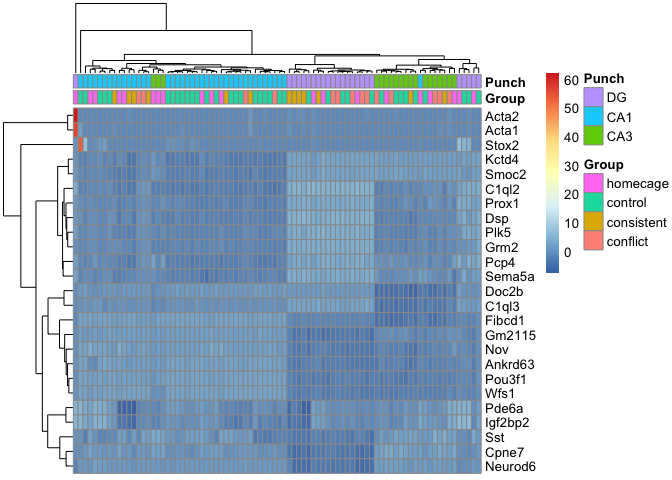 Punch
Group
Acta2
Acta1
Stox2
Kctd4
Smoc2
C1ql2
Prox1
Dsp
Plk5
Grm2
Pcp4
Sema5a
Doc2b
C1ql3
Fibcd1
Gm2115
Nov
Ankrd63
Pou3f1
Wfs1
Pde6a
Igf2bp2
Sst
Cpne7
Neurod6
60
50
40
30
20
10
0
Punch
DG
CA1
CA3
Group
homecage
control
consistent
conflict